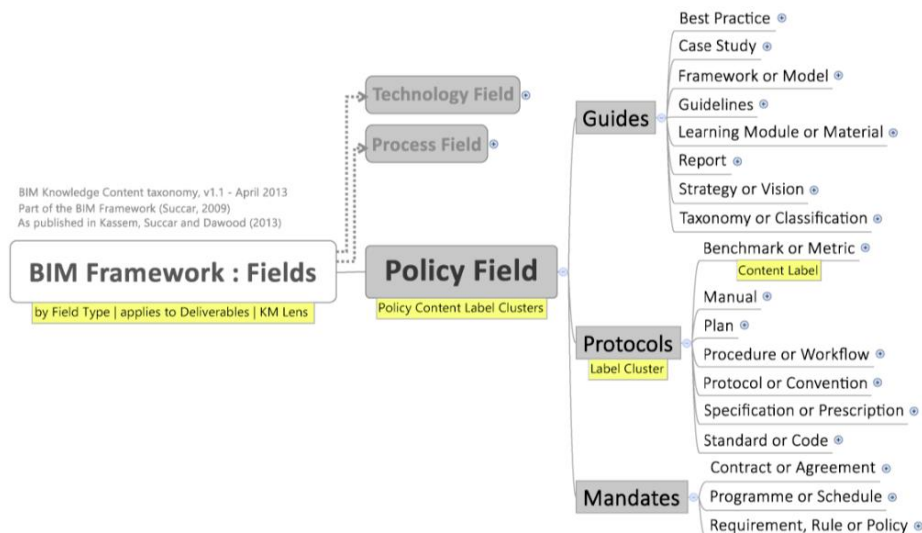 Best Practice
Case Study
Framework or Model
Guidelines
Learning Module or Material
Report
Strategy or Vision
Taxonomy or Classification
Guides
Technology Field
Process Field
BIM Knowledge Content taxonomy, v1.1 - April 2013
Part of the BIM Framework (Succar, 2009)
As published in Kassem, Succar and Dawood (2013)
BIM Framework : Fields
by Field Type | applies to Deliverables | KM Lens
Policy Field
Policy Content Label Clusters
Protocols
Label Cluster
Benchmark or Metric
Content Label
Manual
Plan
Procedure or Workflow
Protocol or Convention
Specification or Prescription
Standard or Code
Mandates
Contract or Agreement
Programme or Schedule
Requirement, Rule or Policy